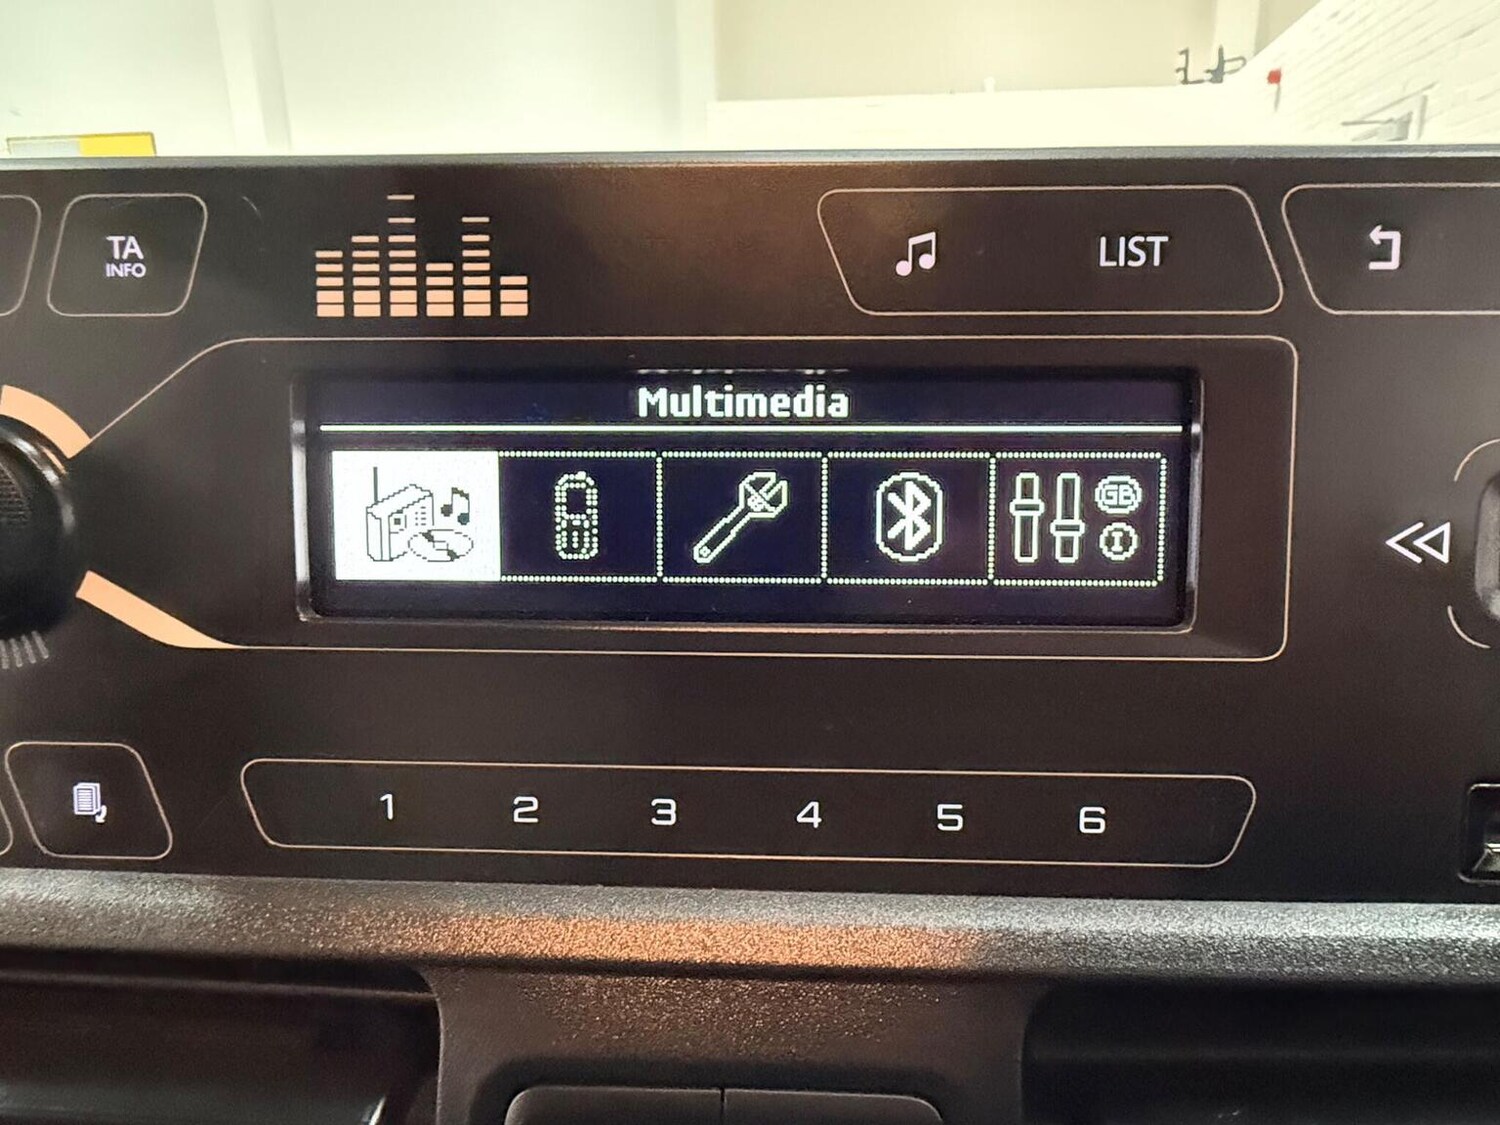 TA
INFO
LIST
Multimedia
GB
I
1 2 3 4 5 6